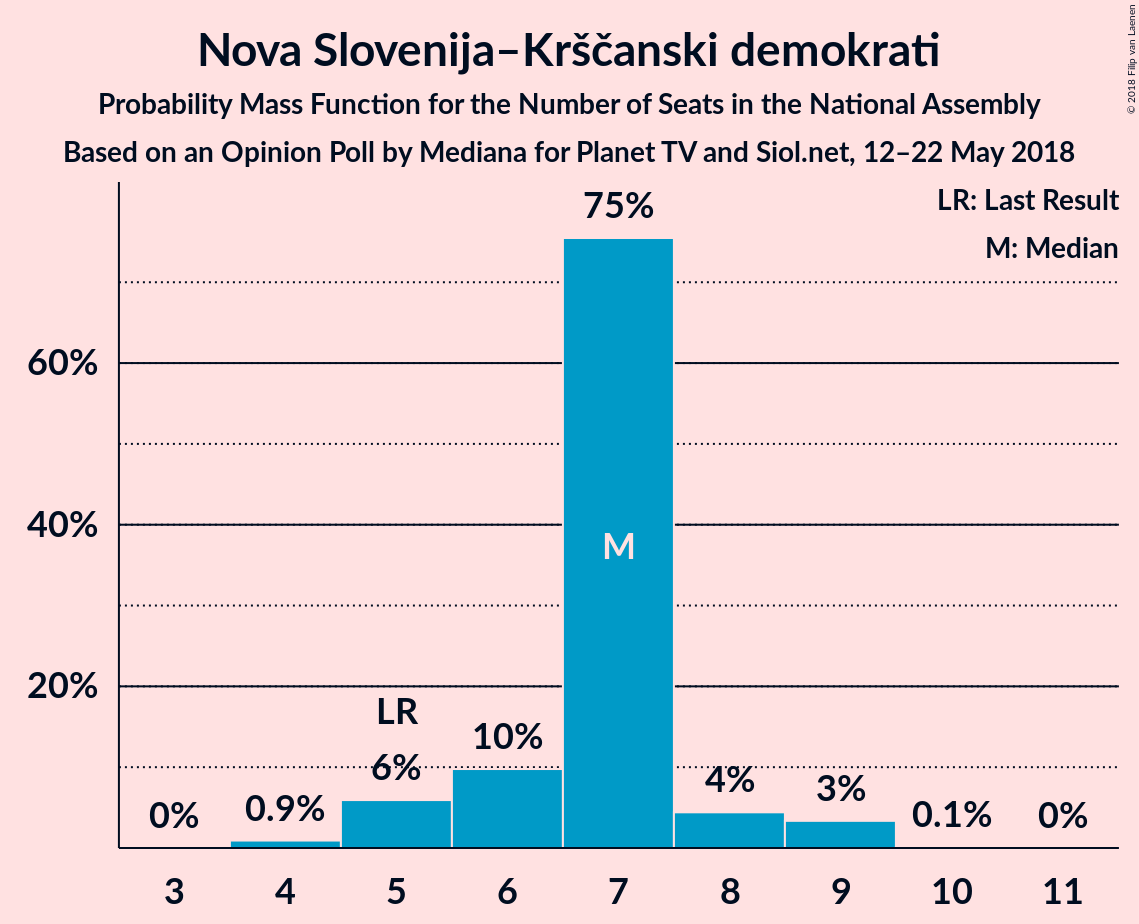 Nova Slovenija–Krščanski demokrati
Probability Mass Function for the Number of Seats in the National Assembly
Based on an Opinion Poll by Mediana for Planet TV and Siol.net, 12–22 May 2018
© 2018 Filip van Laenen
LR: Last Result
M: Median
60%
40%
20%
0%
0.9%
LR
6%
10%
75%
M
4%
3%
0.1%
0%
3 4 5 6 7 8 9 10 11